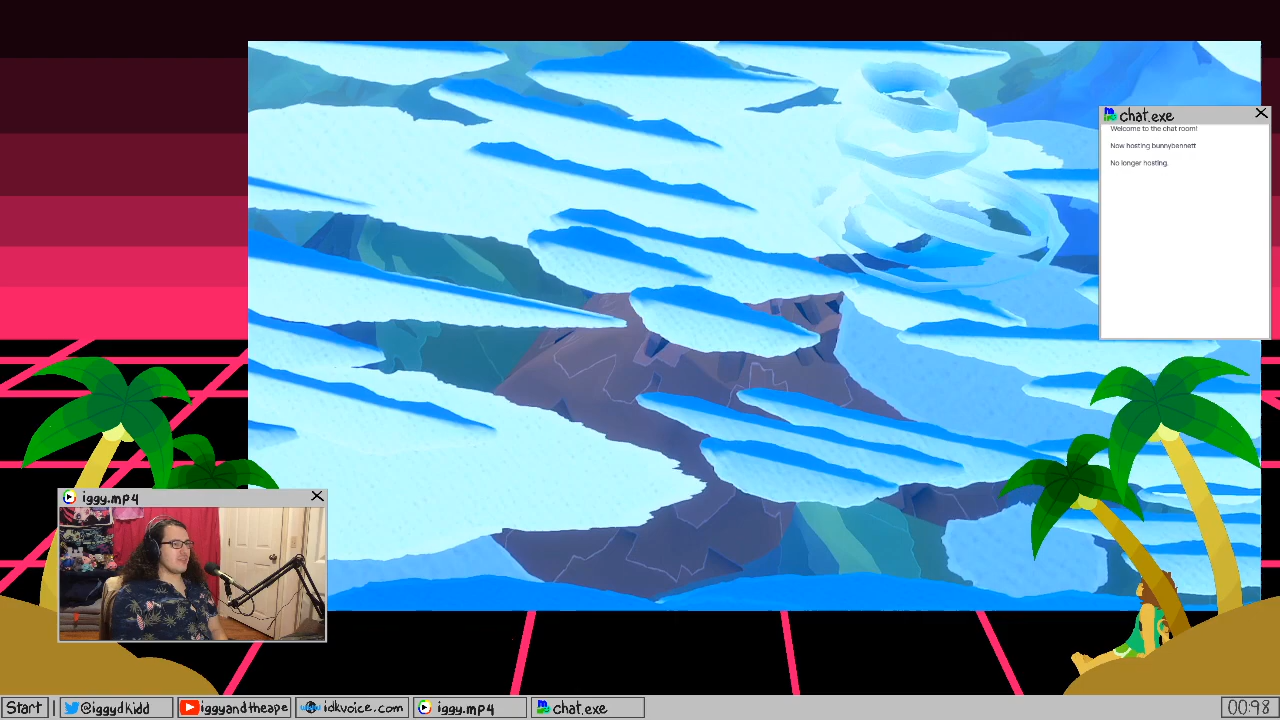 chat.exe
Welcome to the chat room!
Now hosting bunnybennett
No longer hosting.
iggy.mp4
Start
@iggydkidd
iggyandtheape
idkvoice.com
iggy.mp4
chat.exe
00:98